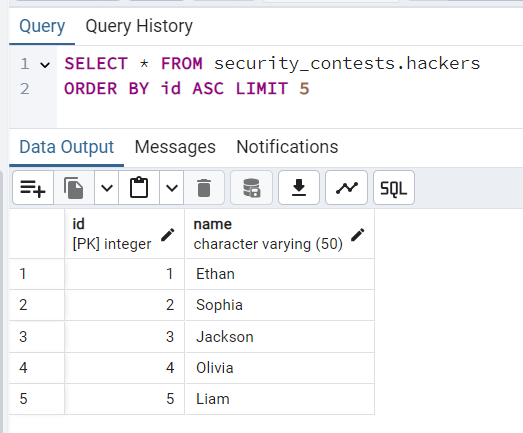 Query Query History
1 SELECT * FROM security_contests.hackers
2 ORDER BY id ASC LIMIT 5
Data Output Messages Notifications
SQL
id name
[PK] integer character varying (50)
1 1 Ethan
2 2 Sophia
3 3 Jackson
4 4 Olivia
5 5 Liam